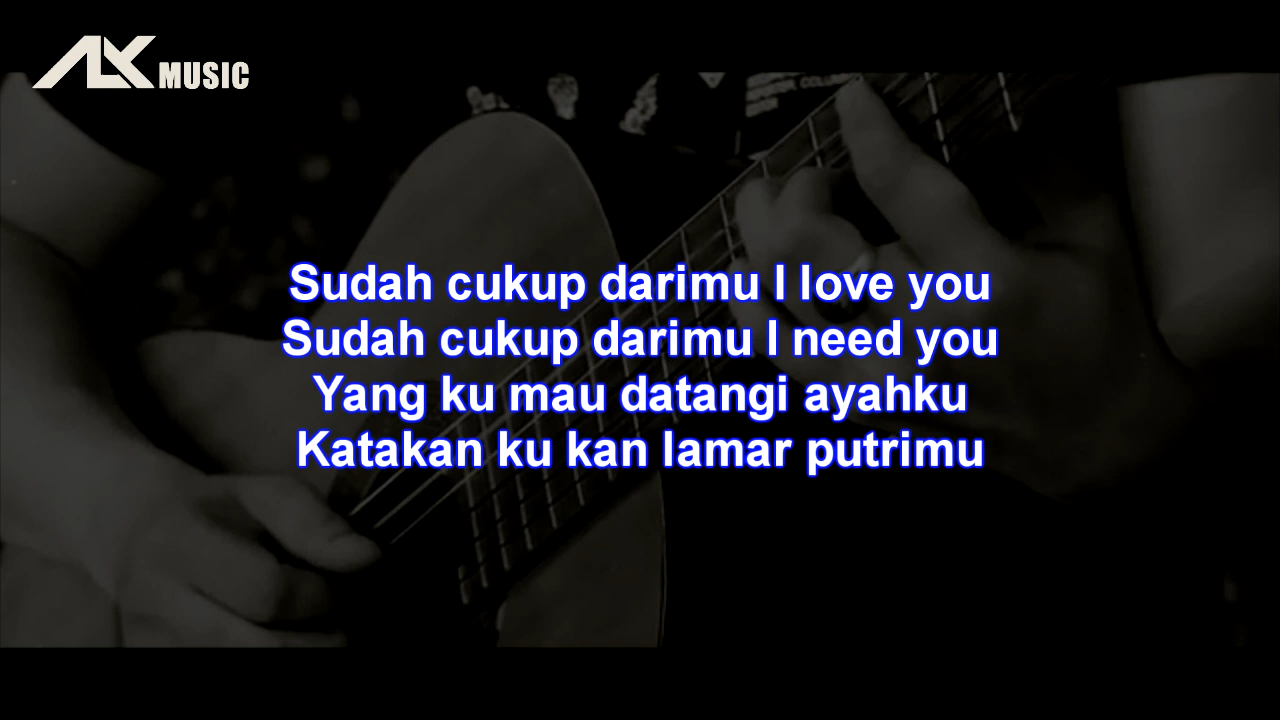 ALK MUSIC
Sudah cukup darimu I love you
Sudah cukup darimu I need you
Yang ku mau datangi ayahku
Katakan ku kan lamar putrimu